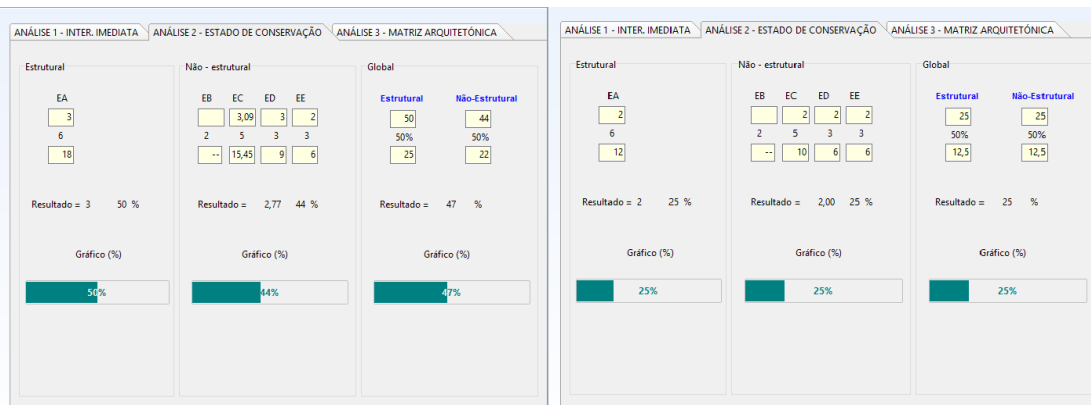 ANÁLISE 1 - INTER. IMEDIATA ANÁLISE 2 - ESTADO DE CONSERVAÇÃO ANÁLISE 3 - MATRIZ ARQUITETÓNICA
Estrutural
EA
3
6
18
Resultado = 3 50 %
Gráfico (%)
50%
Não - estrutural
EB EC ED EE
3,09 3 2
2 5 3 3
-- 15,45 9 6
Resultado = 2,77 44 %
Gráfico (%)
44%
Global
Estrutural Não-Estrutural
50 44
50% 50%
25 22
Resultado = 47 %
Gráfico (%)
47%
ANÁLISE 1 - INTER. IMEDIATA ANÁLISE 2 - ESTADO DE CONSERVAÇÃO ANÁLISE 3 - MATRIZ ARQUITETÓNICA
Estrutural
EA
2
6
12
Resultado = 2 25 %
Gráfico (%)
25%
Não - estrutural
EB EC ED EE
2 2 2
2 5 3 3
-- 10 6 6
Resultado = 2,00 25 %
Gráfico (%)
25%
Global
Estrutural Não-Estrutural
25 25
50% 50%
12,5 12,5
Resultado = 25 %
Gráfico (%)
25%